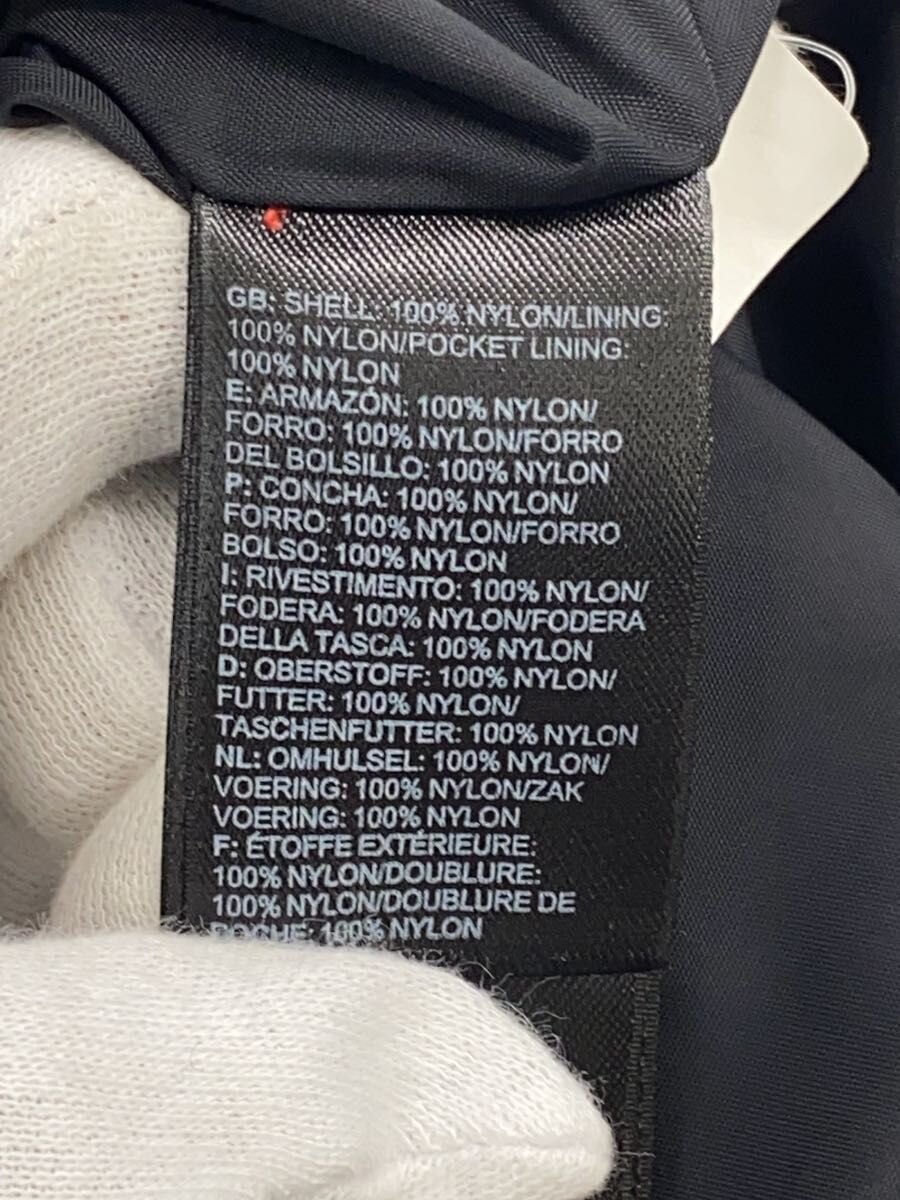 GB: SHELL: 100% NYLON/LINING:
100% NYLON/POCKET LINING:
100% NYLON
E: ARMAZÓN: 100% NYLON/
FORRO: 100% NYLON/FORRO
DEL BOLSILLO: 100% NYLON
P: CONCHA: 100% NYLON/
FORRO: 100% NYLON/FORRO
BOLSO: 100% NYLON
I: RIVESTIMENTO: 100% NYLON/
FODERA: 100% NYLON/FODERA
DELLA TASCA: 100% NYLON
D: OBERSTOFF: 100% NYLON/
FUTTER: 100% NYLON/
TASCHENFUTTER: 100% NYLON
NL: OMHULSEL: 100% NYLON/
VOERING: 100% NYLON/ZAK
VOERING: 100% NYLON
F: ÉTOFFE EXTÉRIEURE:
100% NYLON/DOUBLURE:
100% NYLON/DOUBLURE DE
POCHE: 100% NYLON